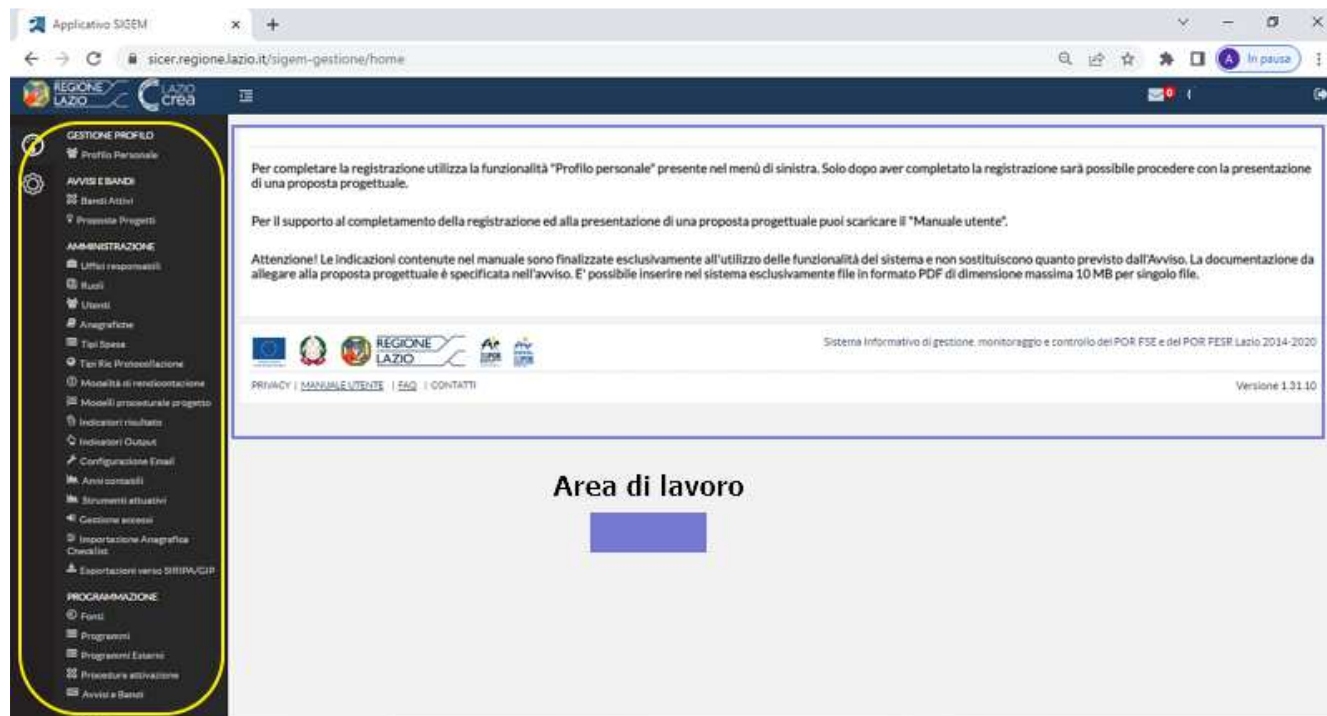 Applicativo SIGEM
sicer.regione.lazio.it/sigem-gestione/home
In pausa
REGIONE LAZIO
LAZIO crea
0
GESTIONE PROFILO
Profilo Personale
AVVISI E BANDI
Bandi Attivi
Proposte Progetti
AMMINISTRAZIONE
Uffici responsabili
Ruoli
Utenti
Anagrafiche
Tipi Spesa
Tipi Ric Protocollazione
Modalità di rendicontazione
Modelli procedurale progetto
Indicatori risultato
Indicatori Output
Configurazione Email
Anni contabili
Strumenti attuativi
Gestione accessi
Importazione Anagrafica
Checklist
Esportazioni verso SIRIPA/GIP
PROGRAMMAZIONE
Fonti
Programmi
Programmi Esterni
Procedure attivazione
Avvisi e Bandi
Per completare la registrazione utilizza la funzionalità "Profilo personale" presente nel menù di sinistra. Solo dopo aver completato la registrazione sarà possibile procedere con la presentazione
di una proposta progettuale.
Per il supporto al completamento della registrazione ed alla presentazione di una proposta progettuale puoi scaricare il "Manuale utente".
Attenzione! Le indicazioni contenute nel manuale sono finalizzate esclusivamente all'utilizzo delle funzionalità del sistema e non sostituiscono quanto previsto dall'Avviso. La documentazione da
allegare alla proposta progettuale è specificata nell'avviso. E' possibile inserire nel sistema esclusivamente file in formato PDF di dimensione massima 10 MB per singolo file.
REGIONE LAZIO
Sistema Informativo di gestione, monitoraggio e controllo del POR FSE e del POR FESR Lazio 2014-2020
PRIVACY | MANUALE UTENTE | FAQ | CONTATTI
Versione 1.31.10
Area di lavoro